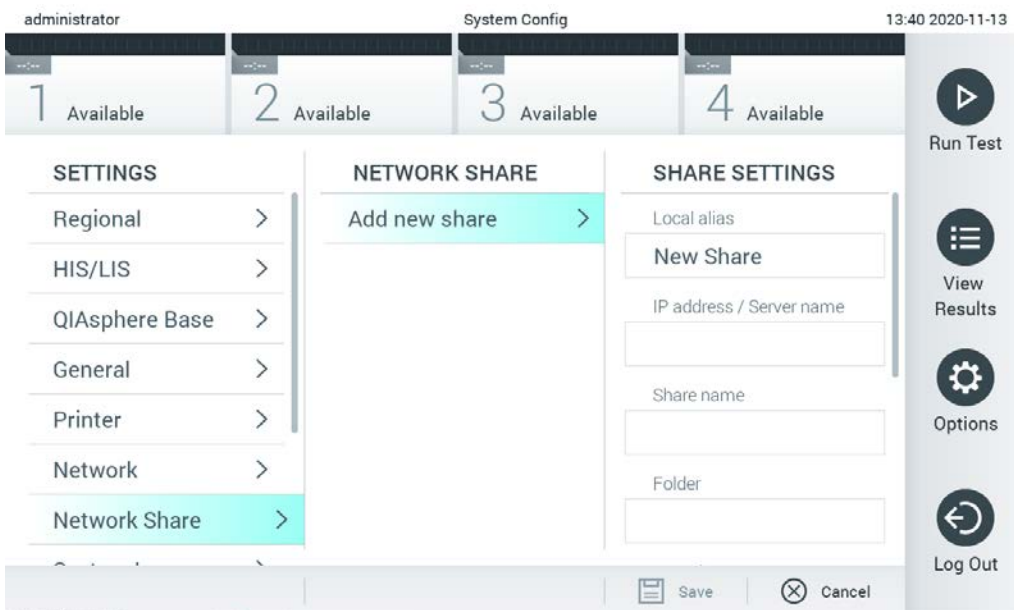 administrator
System Config
13:40 2020-11-13
--:--
--:--
--:--
--:--
1 Available
2 Available
3 Available
4 Available
SETTINGS
Regional
HIS/LIS
QIAsphere Base
General
Printer
Network
Network Share
NETWORK SHARE
Add new share
SHARE SETTINGS
Local alias
New Share
IP address / Server name
Share name
Folder
Save
Cancel
Run Test
View
Results
Options
Log Out